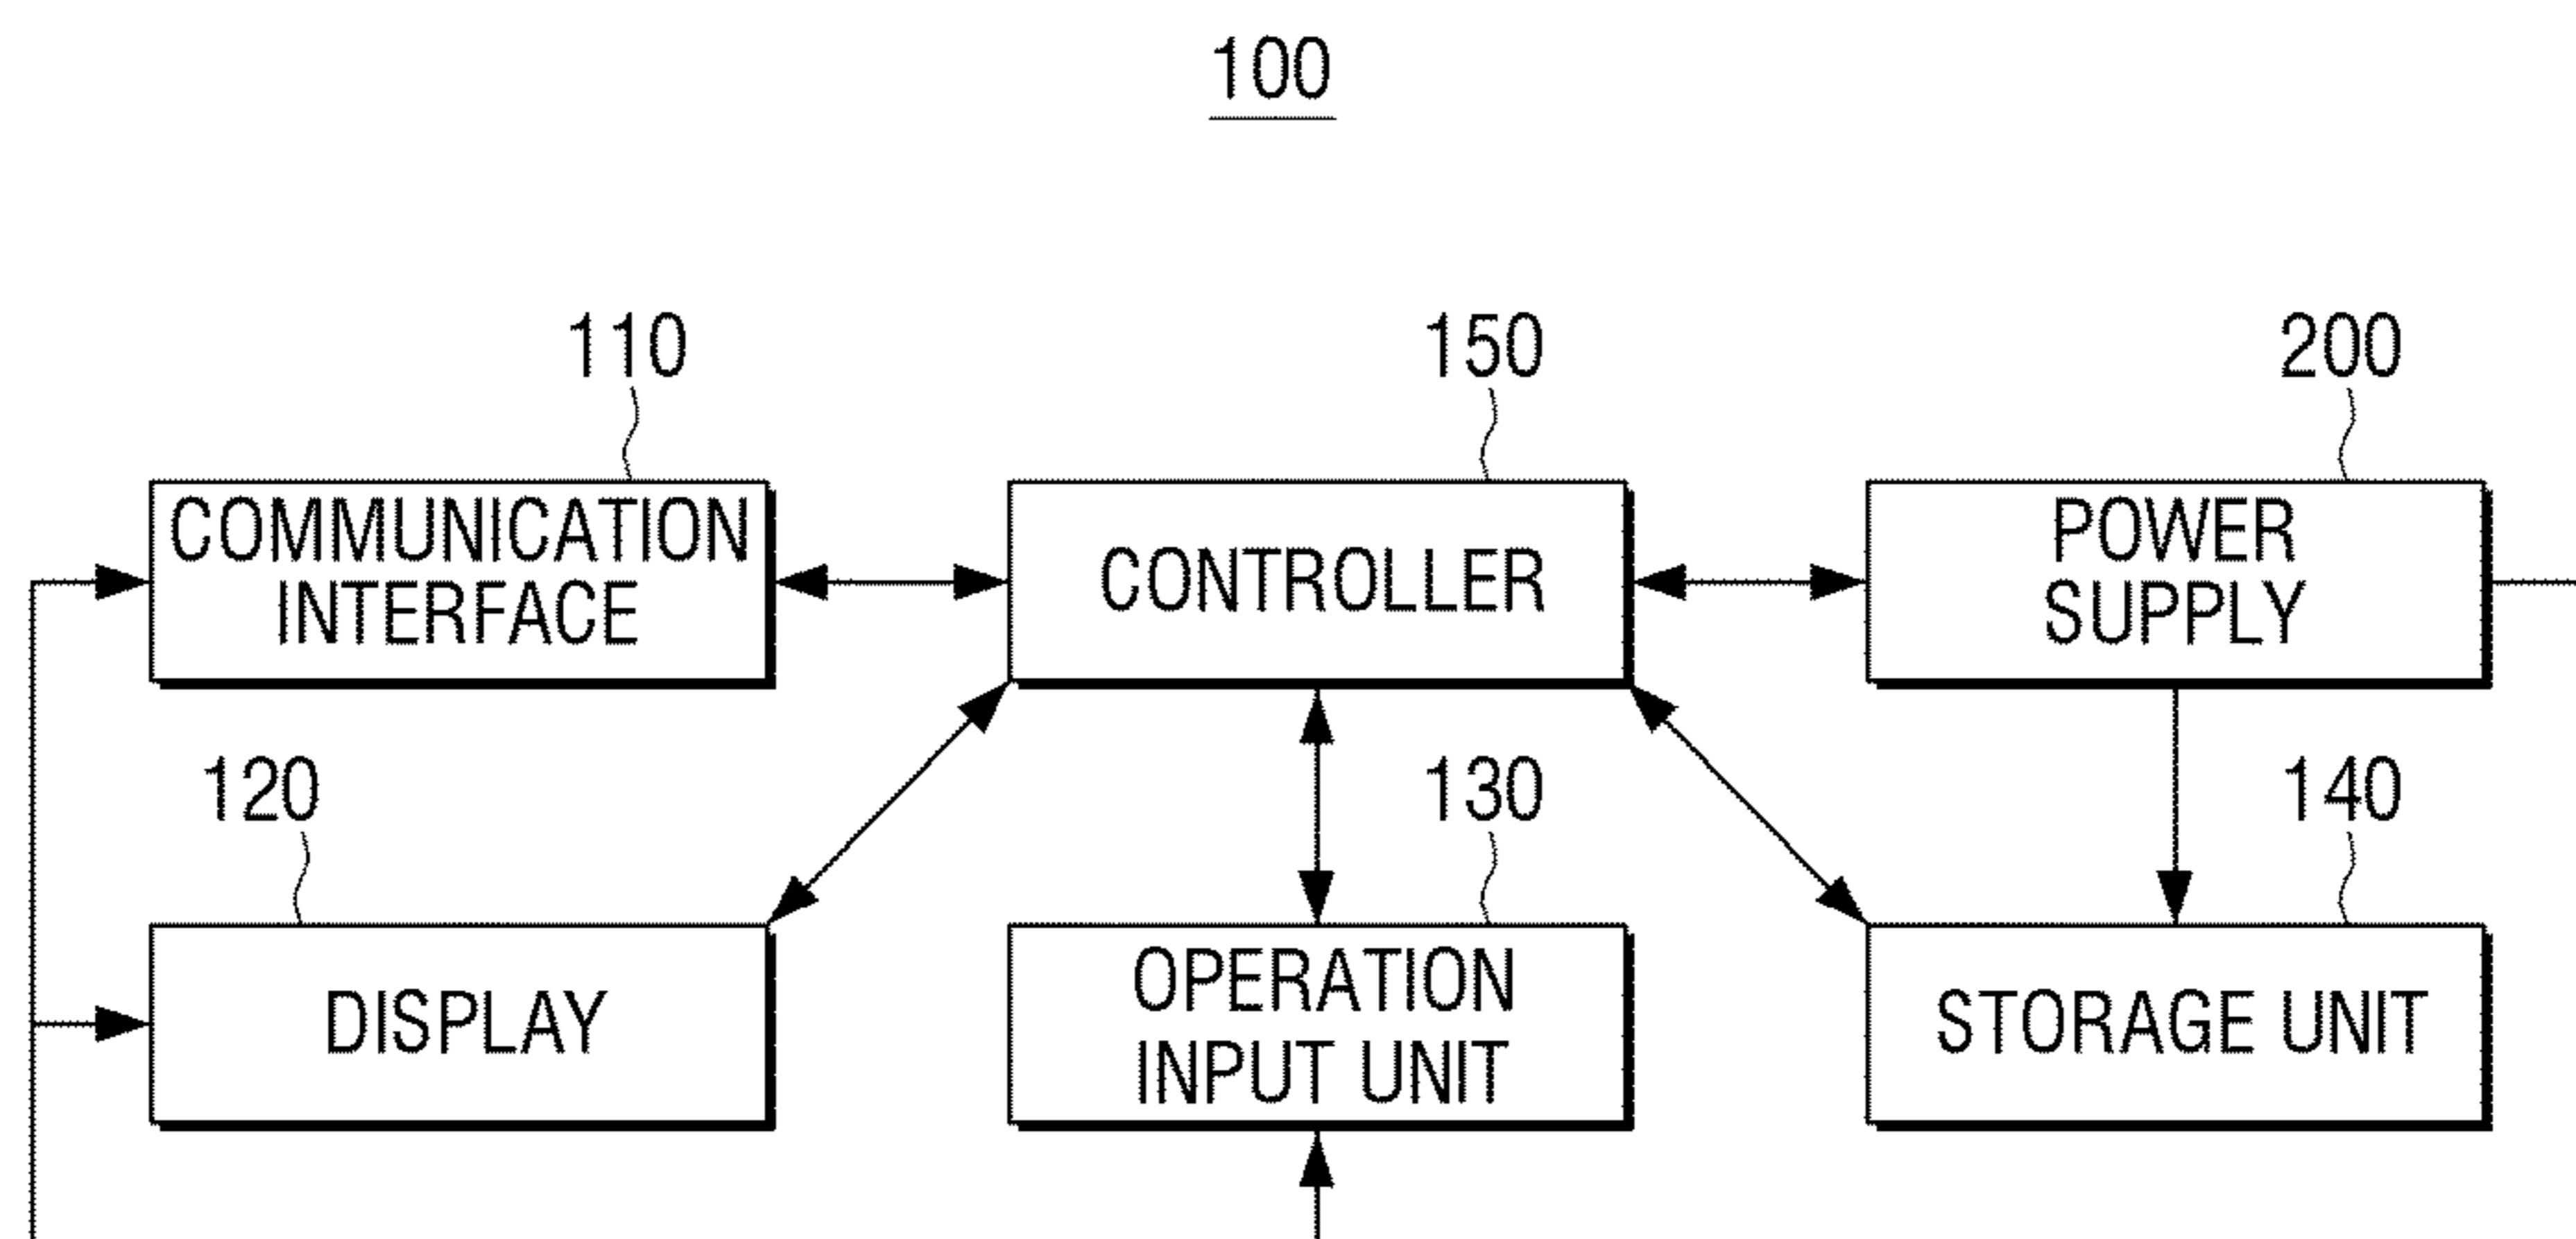 100
110
150
200
COMMUNICATION
INTERFACE
CONTROLLER
POWER
SUPPLY
120
130
140
DISPLAY
OPERATION
INPUT UNIT
STORAGE UNIT